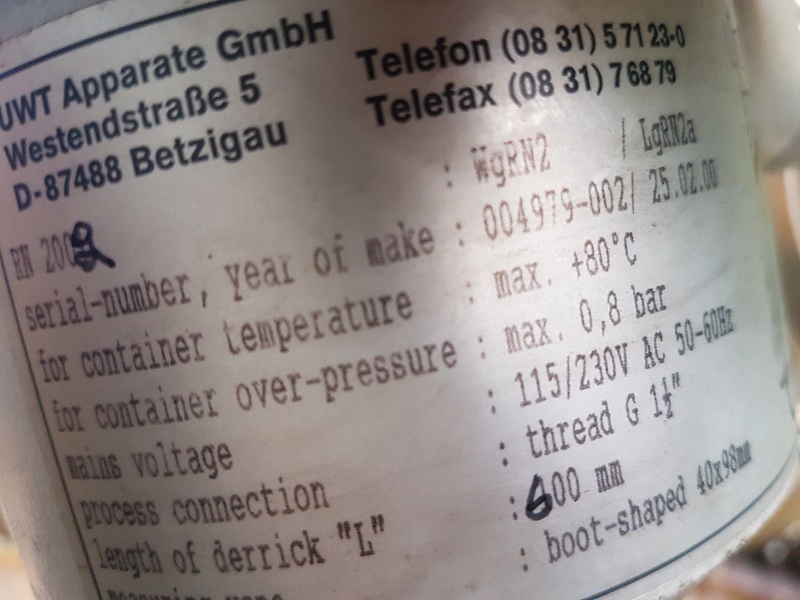 UWT Apparate GmbH
Westendstraße 5
D-87488 Betzigau
Telefon (08 31) 5 71 23-0
Telefax (08 31) 7 68 79
RN 200 : WgRN2 / LgRN2a
serial-number, year of make : 004979-002/ 25.02.00
for container temperature : max. +80°C
for container over-pressure : max. 0,8 bar
mains voltage : 115/230V AC 50-60Hz
process connection : thread G 1½"
length of derrick "L" : 600 mm
measuring vane : boot-shaped 40x98mm